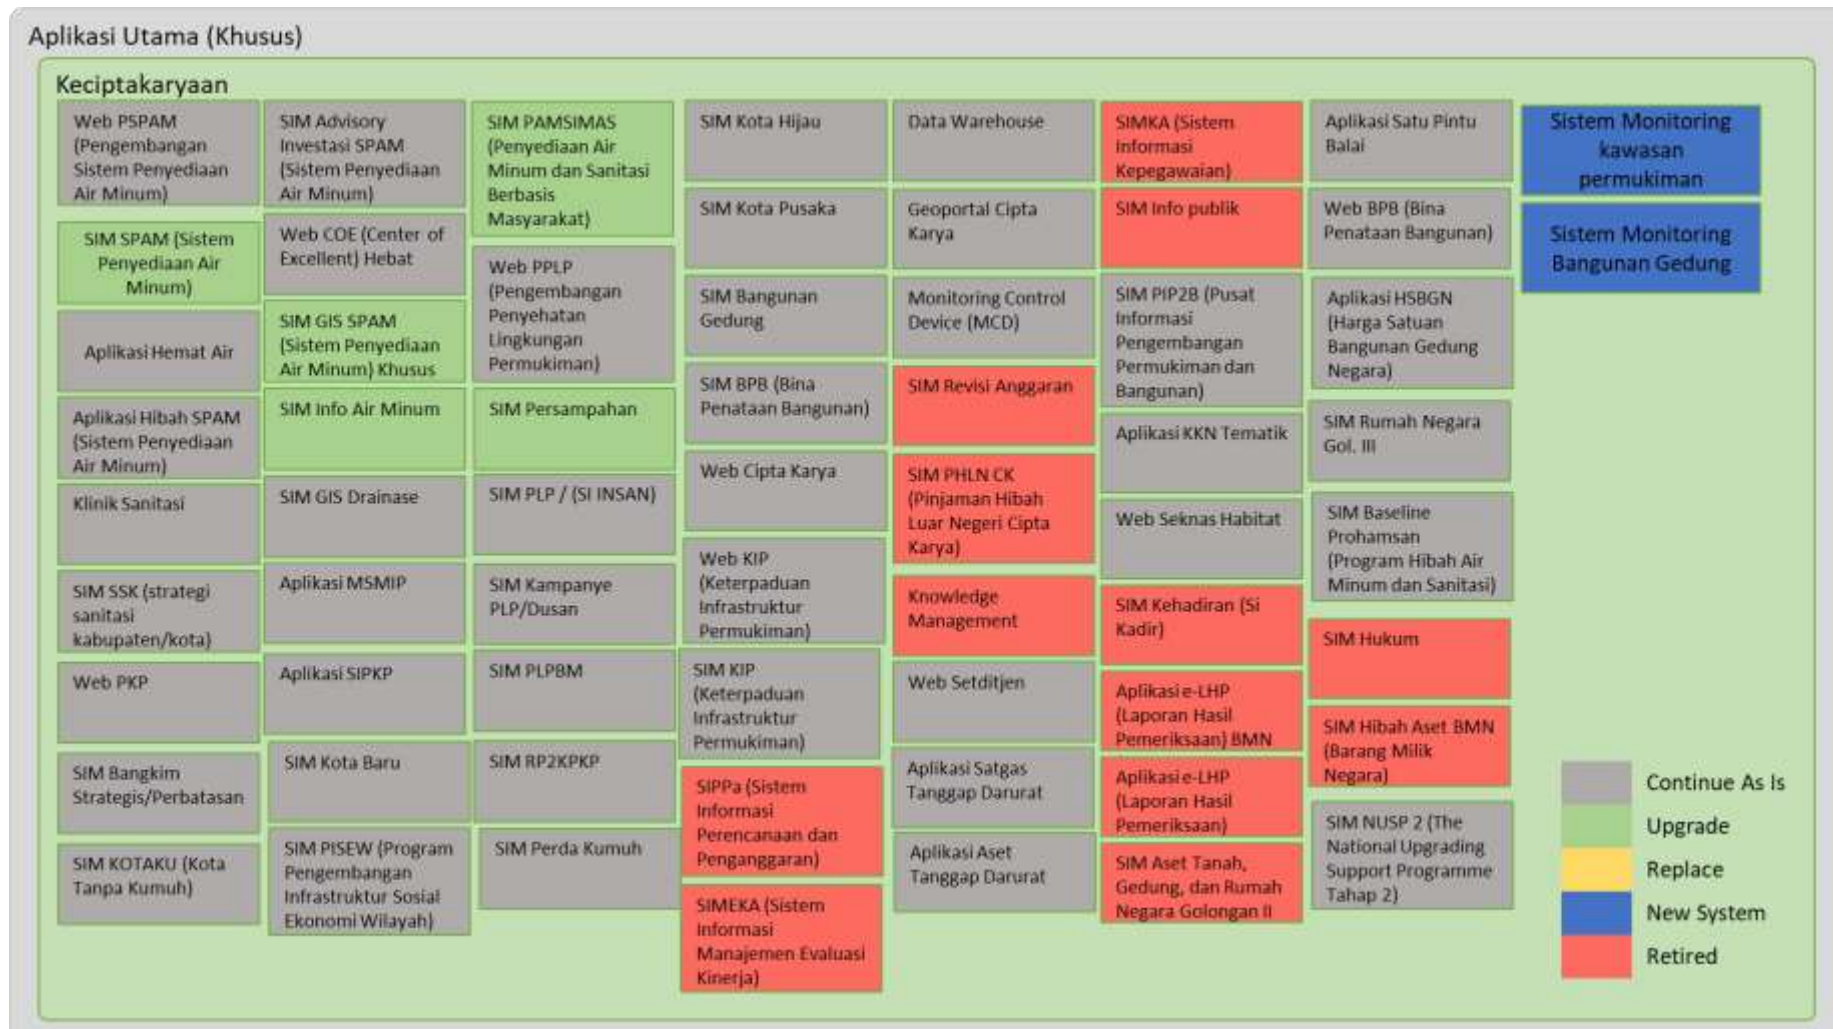 Aplikasi Utama (Khusus)
Keciptakaryaan
Web PSPAM
(Pengembangan
Sistem Penyediaan
Air Minum)
SIM SPAM (Sistem
Penyediaan Air
Minum)
Aplikasi Hemat Air
Aplikasi Hibah SPAM
(Sistem Penyediaan
Air Minum)
Klinik Sanitasi
SIM SSK (strategi
sanitasi
kabupaten/kota)
Web PKP
SIM Bangkim
Strategis/Perbatasan
SIM KOTAKU (Kota
Tanpa Kumuh)
SIM Advisory
Investasi SPAM
(Sistem Penyediaan
Air Minum)
Web COE (Center of
Excellent) Hebat
SIM GIS SPAM
(Sistem Penyediaan
Air Minum) Khusus
SIM Info Air Minum
SIM GIS Drainase
Aplikasi MSMIP
Aplikasi SIPKP
SIM Kota Baru
SIM PISEW (Program
Pengembangan
Infrastruktur Sosial
Ekonomi Wilayah)
SIM PAMSIMAS
(Penyediaan Air
Minum dan Sanitasi
Berbasis
Masyarakat)
Web PPLP
(Pengembangan
Penyehatan
Lingkungan
Permukiman)
SIM Persampahan
SIM PLP / (SI INSAN)
SIM Kampanye
PLP/Dusan
SIM PLPBM
SIM RP2KPKP
SIM Perda Kumuh
SIM Kota Hijau
SIM Kota Pusaka
SIM Bangunan
Gedung
SIM BPB (Bina
Penataan Bangunan)
Web Cipta Karya
Web KIP
(Keterpaduan
Infrastruktur
Permukiman)
SIM KIP
(Keterpaduan
Infrastruktur
Permukiman)
SIPPa (Sistem
Informasi
Perencanaan dan
Penganggaran)
SIMEKA (Sistem
Informasi
Manajemen Evaluasi
Kinerja)
Data Warehouse
Geoportal Cipta
Karya
Monitoring Control
Device (MCD)
SIM Revisi Anggaran
SIM PHLN CK
(Pinjaman Hibah
Luar Negeri Cipta
Karya)
Knowledge
Management
Web Setditjen
Aplikasi Satgas
Tanggap Darurat
Aplikasi Aset
Tanggap Darurat
SIMKA (Sistem
Informasi
Kepegawaian)
SIM Info publik
SIM PIP2B (Pusat
Informasi
Pengembangan
Permukiman dan
Bangunan)
Aplikasi KKN Tematik
Web Seknas Habitat
SIM Kehadiran (Si
Kadir)
Aplikasi e-LHP
(Laporan Hasil
Pemeriksaan) BMN
Aplikasi e-LHP
(Laporan Hasil
Pemeriksaan)
SIM Aset Tanah,
Gedung, dan Rumah
Negara Golongan II
Aplikasi Satu Pintu
Balai
Web BPB (Bina
Penataan Bangunan)
Aplikasi HSBGN
(Harga Satuan
Bangunan Gedung
Negara)
SIM Rumah Negara
Gol. III
SIM Baseline
Prohamsan
(Program Hibah Air
Minum dan Sanitasi)
SIM Hukum
SIM Hibah Aset BMN
(Barang Milik
Negara)
SIM NUSP 2 (The
National Upgrading
Support Programme
Tahap 2)
Sistem Monitoring
kawasan
permukiman
Sistem Monitoring
Bangunan Gedung
Continue As Is
Upgrade
Replace
New System
Retired